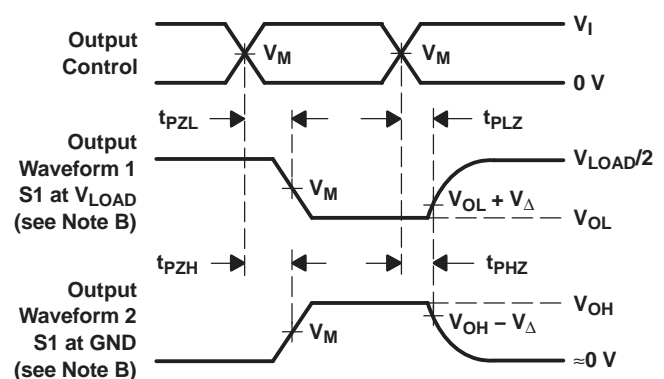 Output
Control
V_I
V_M
V_M
0 V
t_PZL
t_PLZ
Output
Waveform 1
S1 at V_LOAD
(see Note B)
V_LOAD/2
V_M
V_OL + V_Δ
V_OL
t_PZH
t_PHZ
Output
Waveform 2
S1 at GND
(see Note B)
V_OH
V_OH − V_Δ
V_M
≈0 V